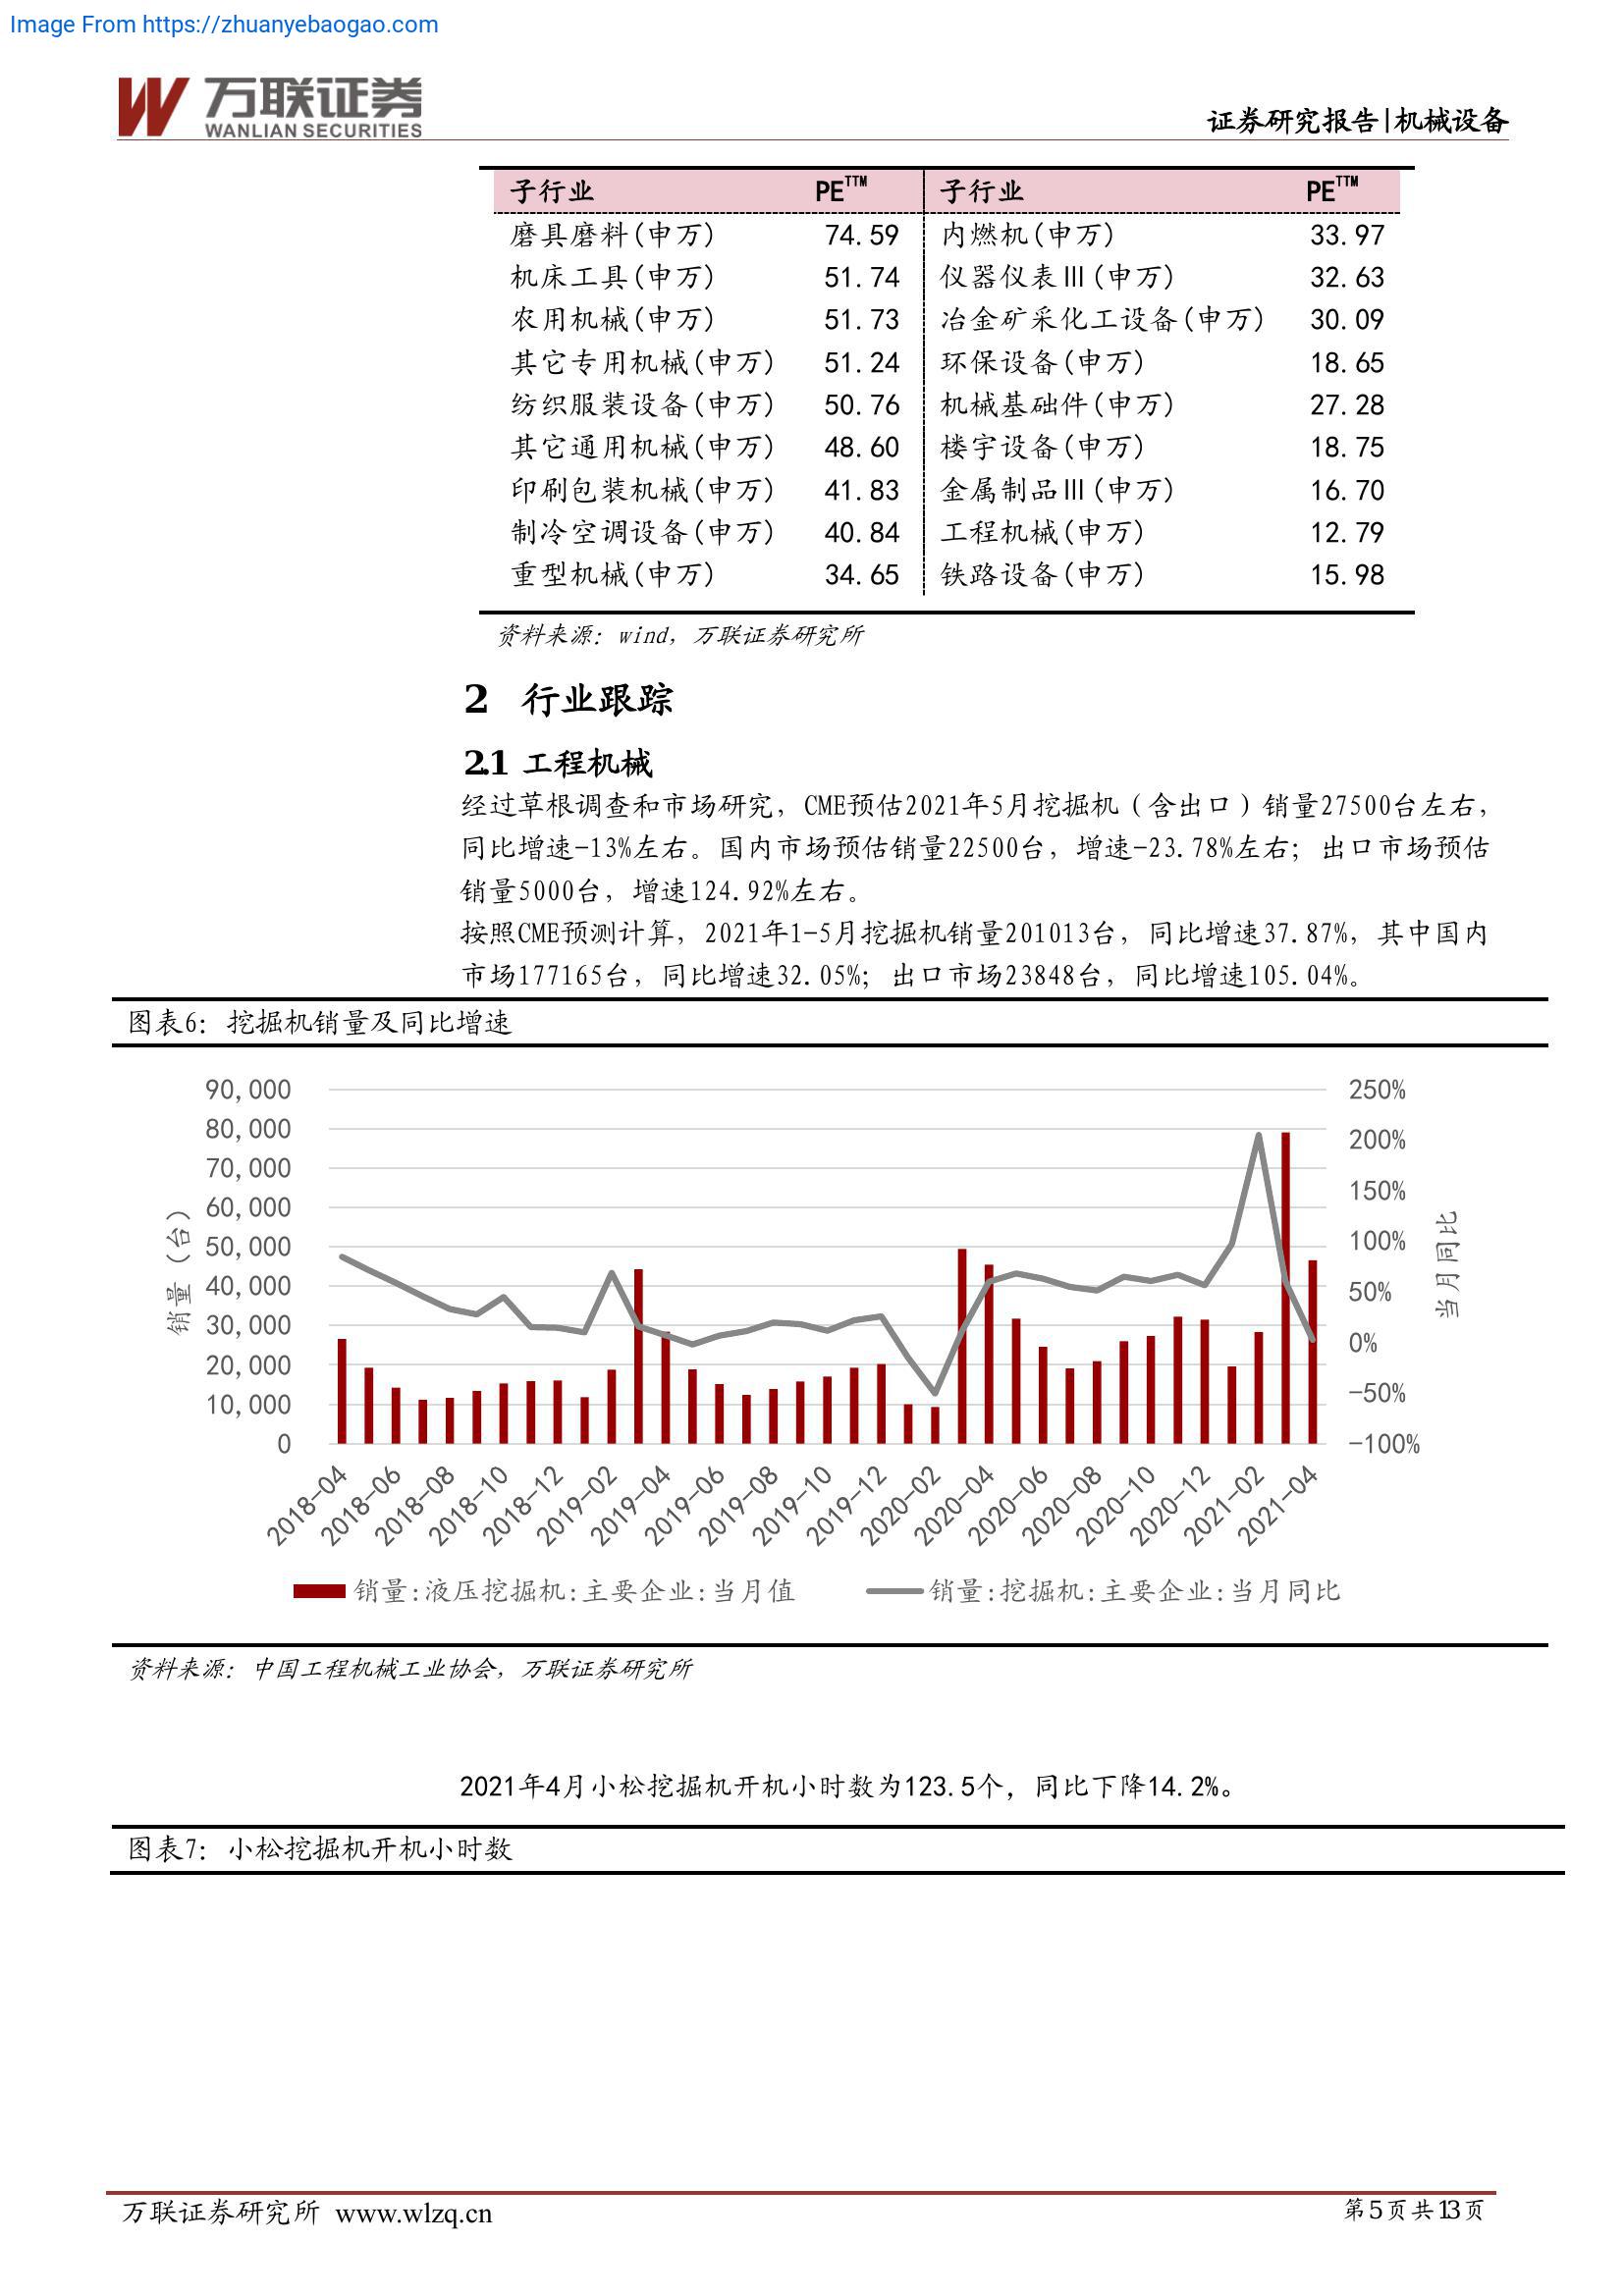 Image From https://zhuanyebaogao.com
万联证券
WANLIAN SECURITIES
证券研究报告|机械设备
子行业 PE^TTM 子行业 PE^TTM
磨具磨料(申万) 74.59 内燃机(申万) 33.97
机床工具(申万) 51.74 仪器仪表Ⅲ(申万) 32.63
农用机械(申万) 51.73 冶金矿采化工设备(申万) 30.09
其它专用机械(申万) 51.24 环保设备(申万) 18.65
纺织服装设备(申万) 50.76 机械基础件(申万) 27.28
其它通用机械(申万) 48.60 楼宇设备(申万) 18.75
印刷包装机械(申万) 41.83 金属制品Ⅲ(申万) 16.70
制冷空调设备(申万) 40.84 工程机械(申万) 12.79
重型机械(申万) 34.65 铁路设备(申万) 15.98
资料来源：wind，万联证券研究所
2 行业跟踪
2.1 工程机械
经过草根调查和市场研究，CME预估2021年5月挖掘机（含出口）销量27500台左右，
同比增速-13%左右。国内市场预估销量22500台，增速-23.78%左右；出口市场预估
销量5000台，增速124.92%左右。
按照CME预测计算，2021年1-5月挖掘机销量201013台，同比增速37.87%，其中国内
市场177165台，同比增速32.05%；出口市场23848台，同比增速105.04%。
图表6：挖掘机销量及同比增速
销量（台）
90,000
80,000
70,000
60,000
50,000
40,000
30,000
20,000
10,000
0
250%
200%
150%
100%
50%
0%
-50%
-100%
当月同比
2018-04
2018-06
2018-08
2018-10
2018-12
2019-02
2019-04
2019-06
2019-08
2019-10
2019-12
2020-02
2020-04
2020-06
2020-08
2020-10
2020-12
2021-02
2021-04
销量:液压挖掘机:主要企业:当月值 销量:挖掘机:主要企业:当月同比
资料来源：中国工程机械工业协会，万联证券研究所
2021年4月小松挖掘机开机小时数为123.5个，同比下降14.2%。
图表7：小松挖掘机开机小时数
万联证券研究所 www.wlzq.cn 第5页共13页